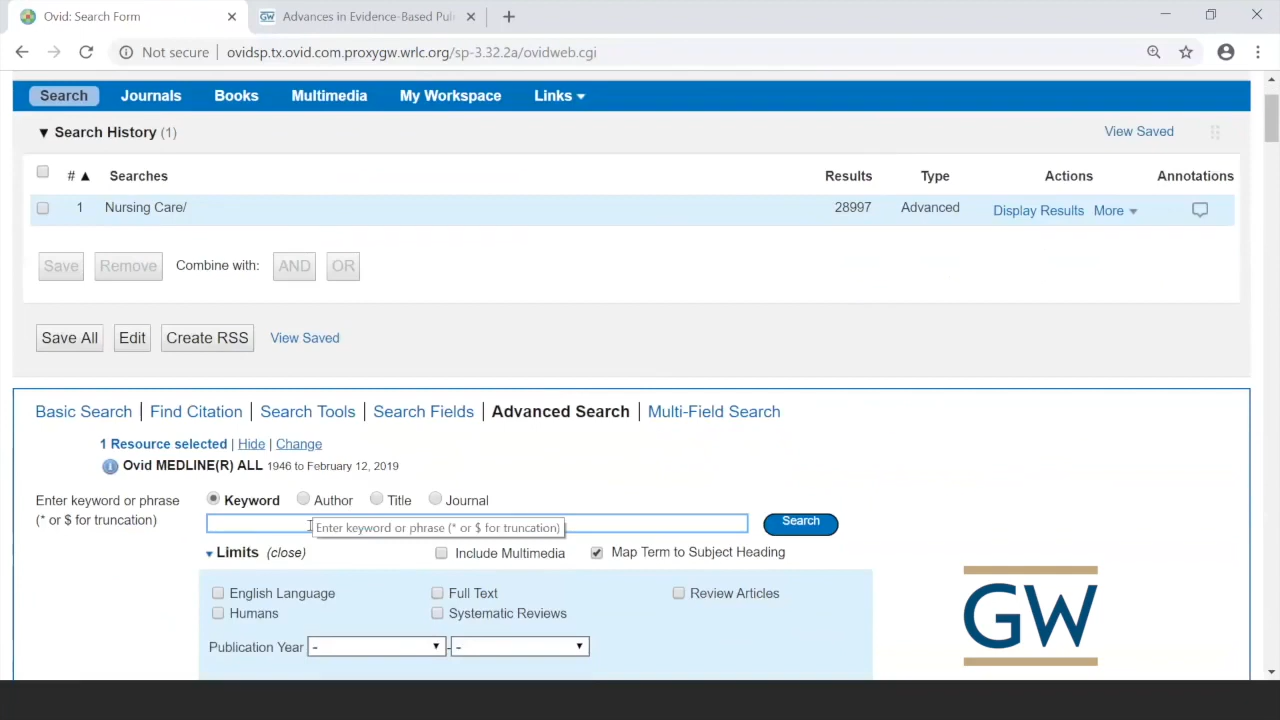 Ovid: Search Form
Advances in Evidence-Based Pul
Not secure | ovidsp.tx.ovid.com.proxygw.wrlc.org/sp-3.32.2a/ovidweb.cgi
Search Journals Books Multimedia My Workspace Links ▾
▼ Search History (1) View Saved
# ▲ Searches Results Type Actions Annotations
1 Nursing Care/ 28997 Advanced Display Results More ▾
Save Remove Combine with: AND OR
Save All Edit Create RSS View Saved
Basic Search | Find Citation | Search Tools | Search Fields | Advanced Search | Multi-Field Search
1 Resource selected | Hide | Change
Ovid MEDLINE(R) ALL 1946 to February 12, 2019
Enter keyword or phrase
(* or $ for truncation)
Keyword Author Title Journal
Enter keyword or phrase (* or $ for truncation)
Search
▾ Limits (close) Include Multimedia Map Term to Subject Heading
English Language Full Text Review Articles
Humans Systematic Reviews
Publication Year - - -
GW